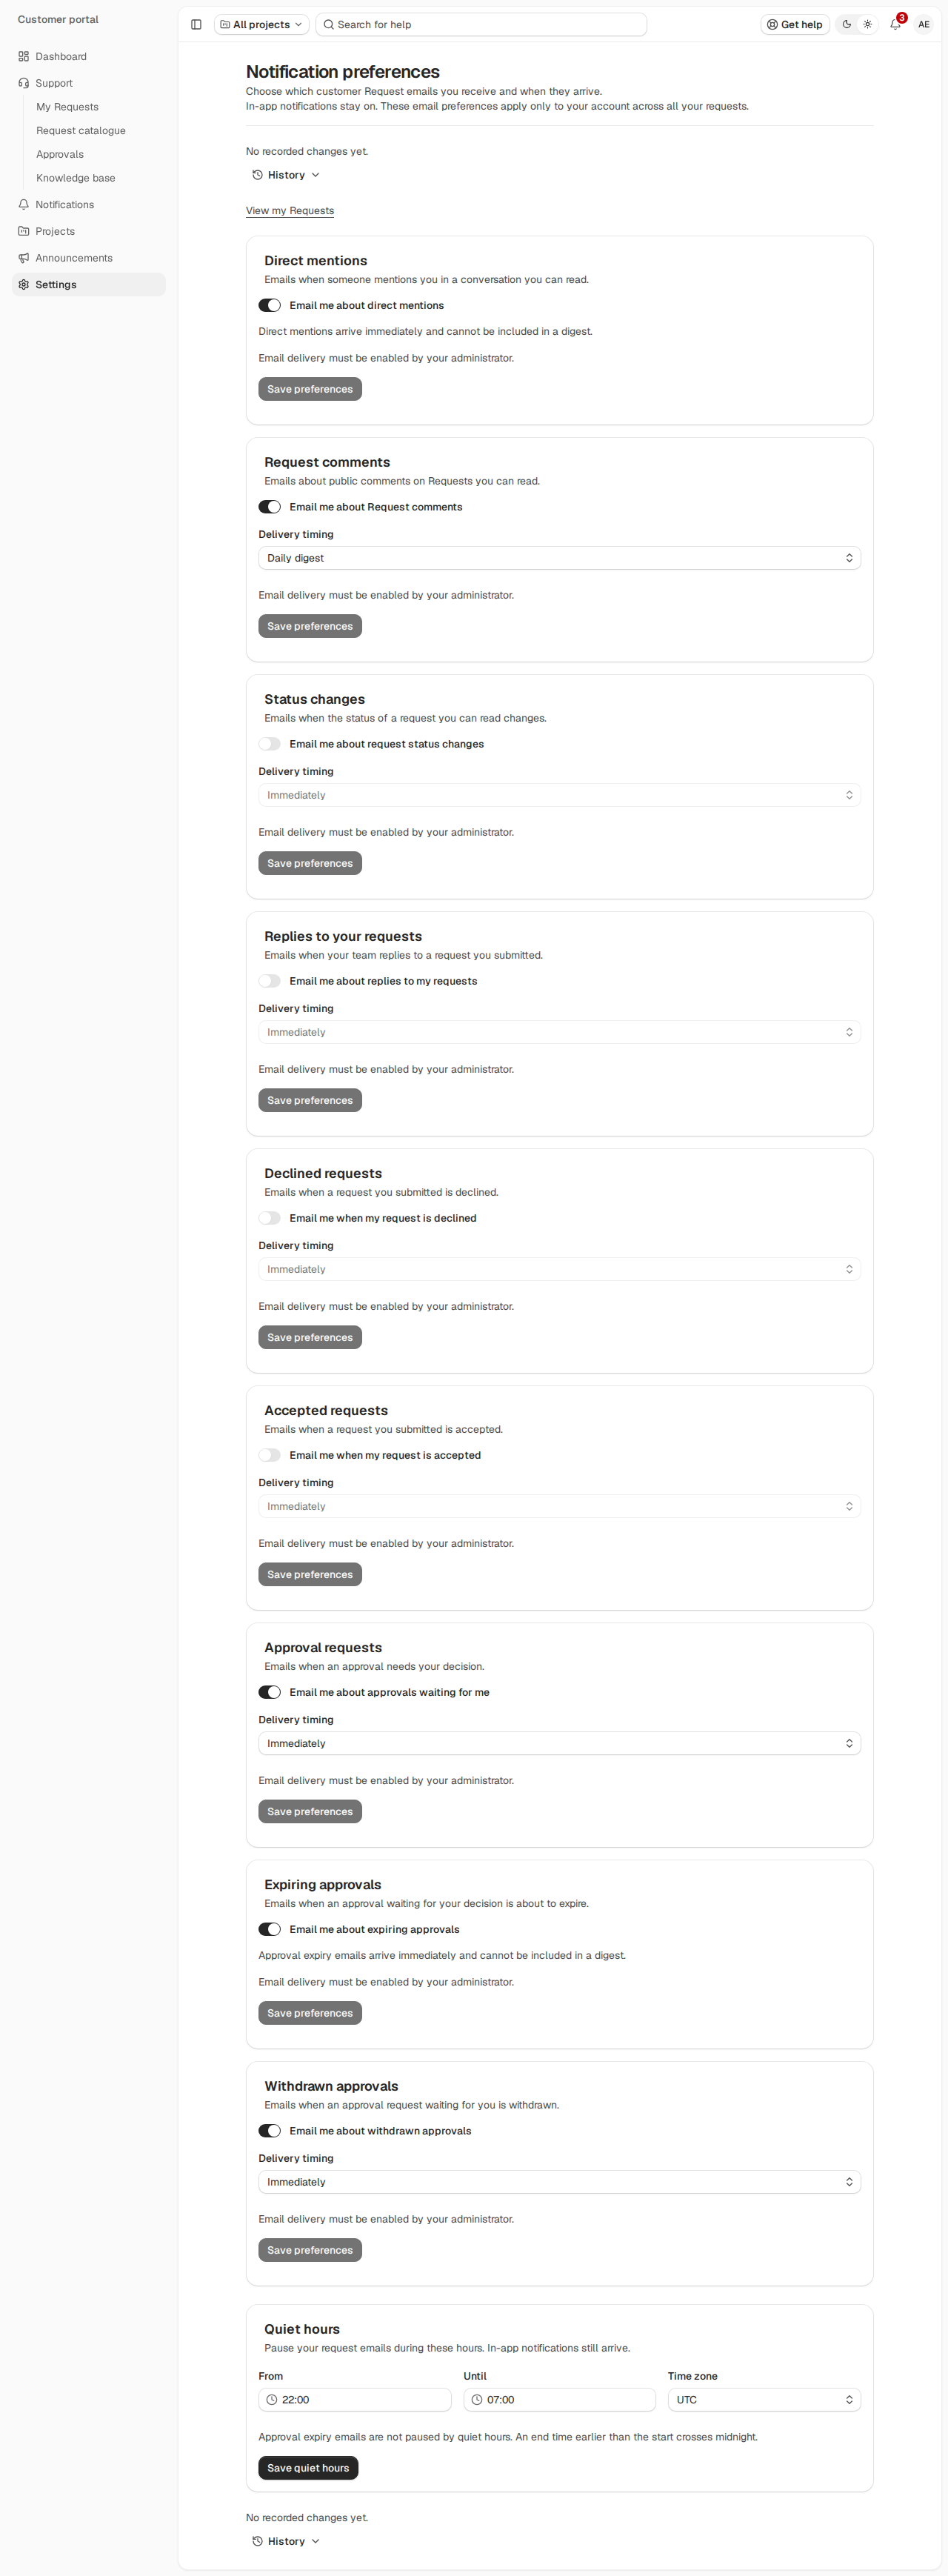 Customer portal
All projects
Search for help
Get help
3
AE
Dashboard
Support
My Requests
Request catalogue
Approvals
Knowledge base
Notifications
Projects
Announcements
Settings
Notification preferences
Choose which customer Request emails you receive and when they arrive.
In-app notifications stay on. These email preferences apply only to your account across all your requests.
No recorded changes yet.
History
View my Requests
Direct mentions
Emails when someone mentions you in a conversation you can read.
Email me about direct mentions
Direct mentions arrive immediately and cannot be included in a digest.
Email delivery must be enabled by your administrator.
Save preferences
Request comments
Emails about public comments on Requests you can read.
Email me about Request comments
Delivery timing
Daily digest
Email delivery must be enabled by your administrator.
Save preferences
Status changes
Emails when the status of a request you can read changes.
Email me about request status changes
Delivery timing
Immediately
Email delivery must be enabled by your administrator.
Save preferences
Replies to your requests
Emails when your team replies to a request you submitted.
Email me about replies to my requests
Delivery timing
Immediately
Email delivery must be enabled by your administrator.
Save preferences
Declined requests
Emails when a request you submitted is declined.
Email me when my request is declined
Delivery timing
Immediately
Email delivery must be enabled by your administrator.
Save preferences
Accepted requests
Emails when a request you submitted is accepted.
Email me when my request is accepted
Delivery timing
Immediately
Email delivery must be enabled by your administrator.
Save preferences
Approval requests
Emails when an approval needs your decision.
Email me about approvals waiting for me
Delivery timing
Immediately
Email delivery must be enabled by your administrator.
Save preferences
Expiring approvals
Emails when an approval waiting for your decision is about to expire.
Email me about expiring approvals
Approval expiry emails arrive immediately and cannot be included in a digest.
Email delivery must be enabled by your administrator.
Save preferences
Withdrawn approvals
Emails when an approval request waiting for you is withdrawn.
Email me about withdrawn approvals
Delivery timing
Immediately
Email delivery must be enabled by your administrator.
Save preferences
Quiet hours
Pause your request emails during these hours. In-app notifications still arrive.
From
Until
Time zone
22:00
07:00
UTC
Approval expiry emails are not paused by quiet hours. An end time earlier than the start crosses midnight.
Save quiet hours
No recorded changes yet.
History